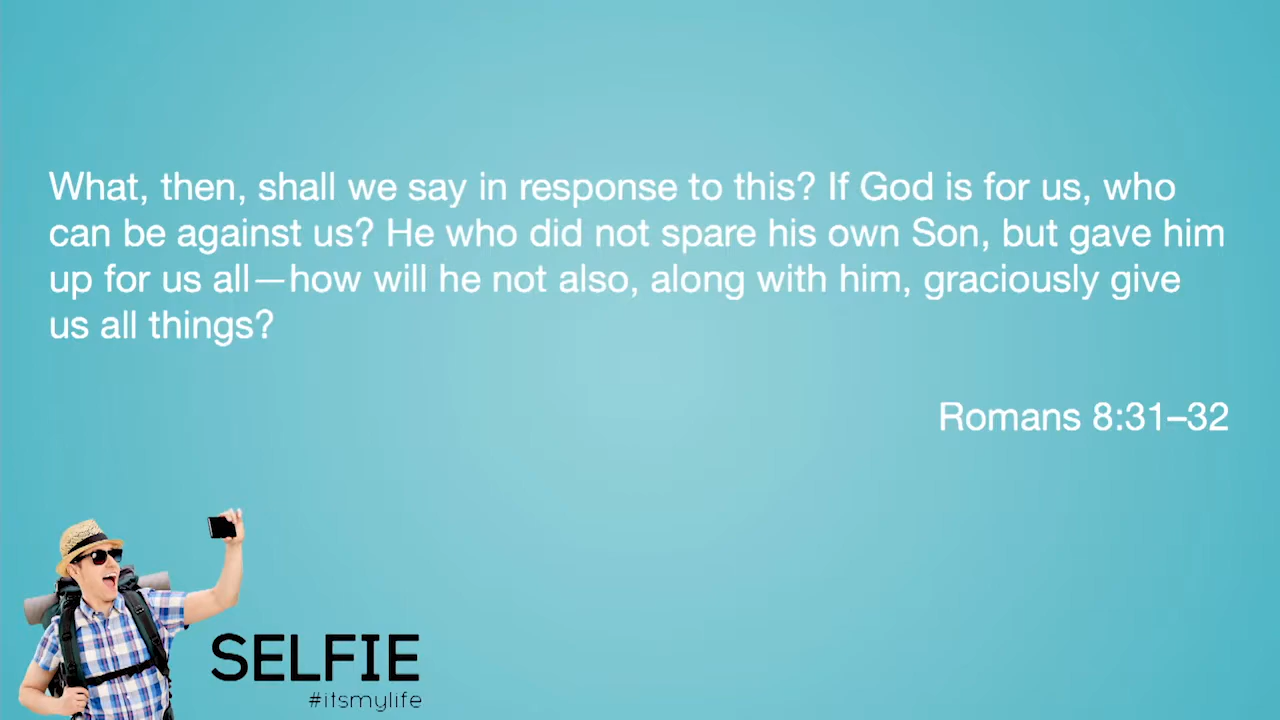 What, then, shall we say in response to this? If God is for us, who
can be against us? He who did not spare his own Son, but gave him
up for us all—how will he not also, along with him, graciously give
us all things?
Romans 8:31–32
SELFIE
#itsmylife